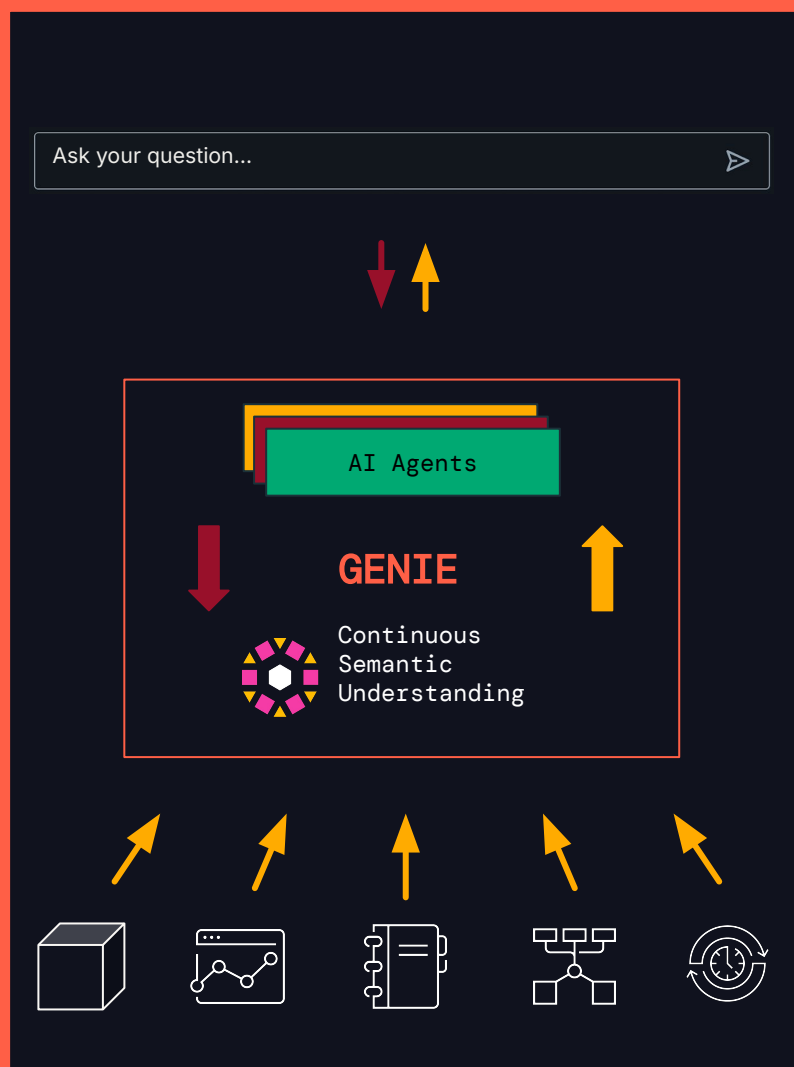 Ask your question...
AI Agents
GENIE
Continuous
Semantic
Understanding